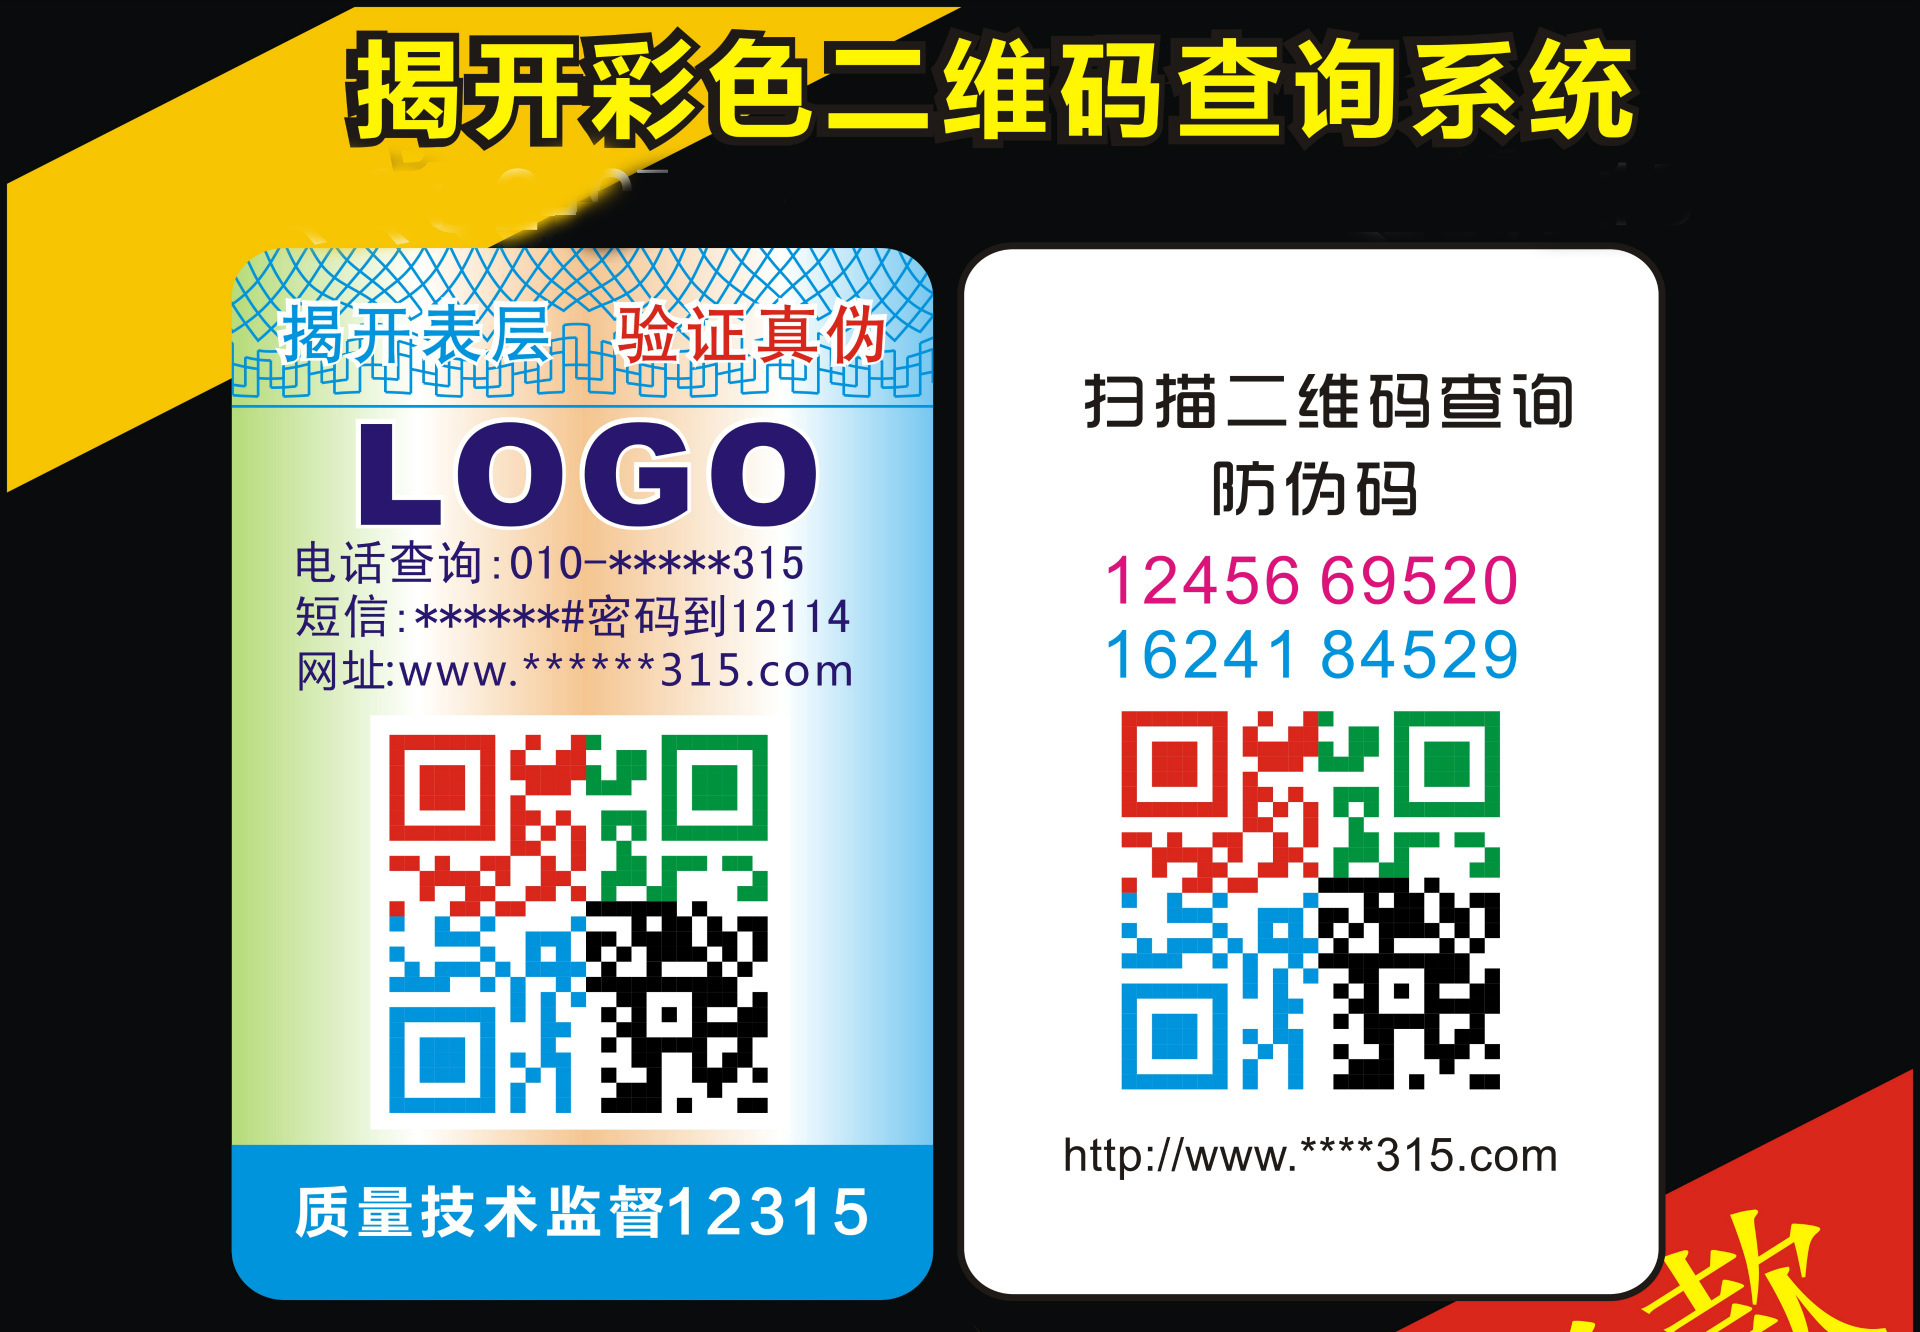 揭开彩色二维码查询系统
揭开表层 验证真伪
LOGO
电话查询:010-*****315
短信:******#密码到12114
网址:www.******315.com
质量技术监督12315
扫描二维码查询
防伪码
12456 69520
16241 84529
http://www.****315.com
款